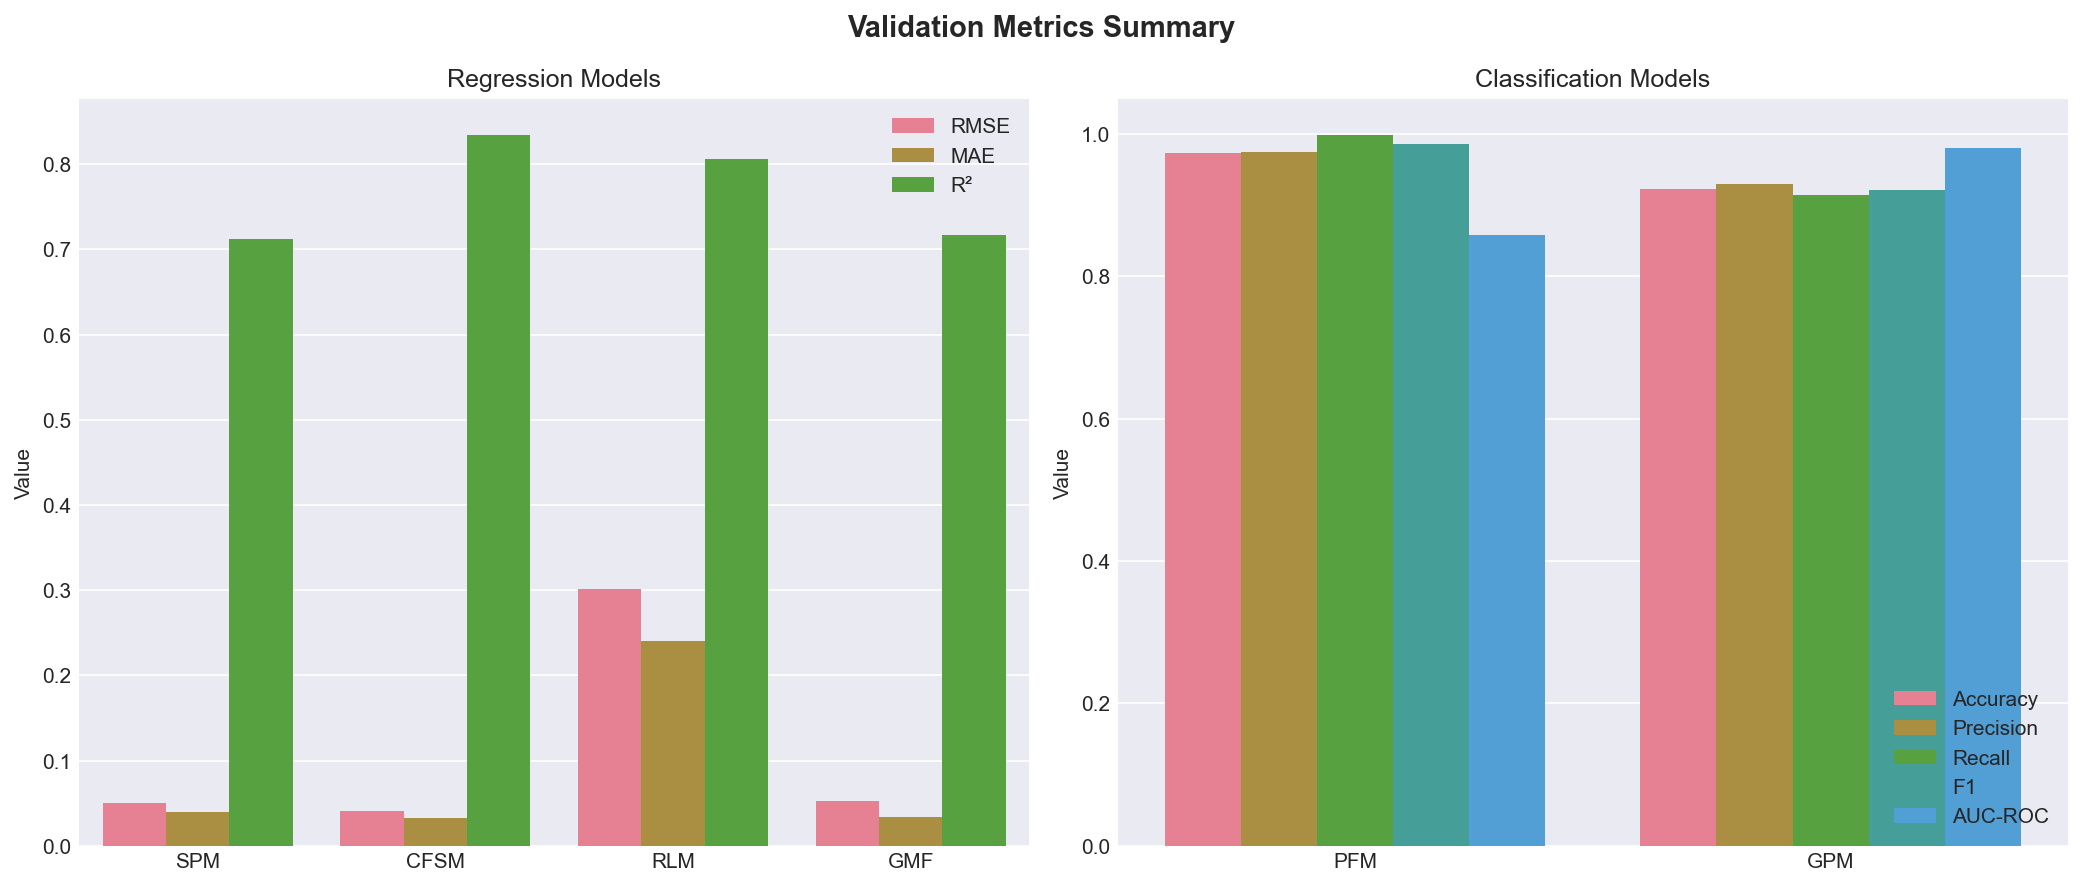 Validation Metrics Summary
Regression Models
RMSE
MAE
R²
Value
0.8
0.7
0.6
0.5
0.4
0.3
0.2
0.1
0.0
SPM CFSM RLM GMF
Classification Models
Value
1.0
0.8
0.6
0.4
0.2
0.0
Accuracy
Precision
Recall
F1
AUC-ROC
PFM GPM